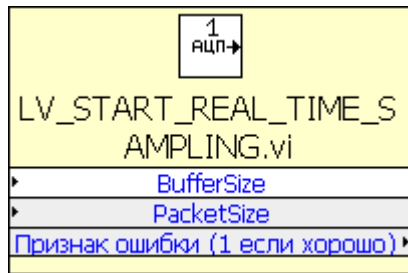 1
АЦП
LV_START_REAL_TIME_S
AMPLING.vi
BufferSize
PacketSize
Признак ошибки (1 если хорошо)